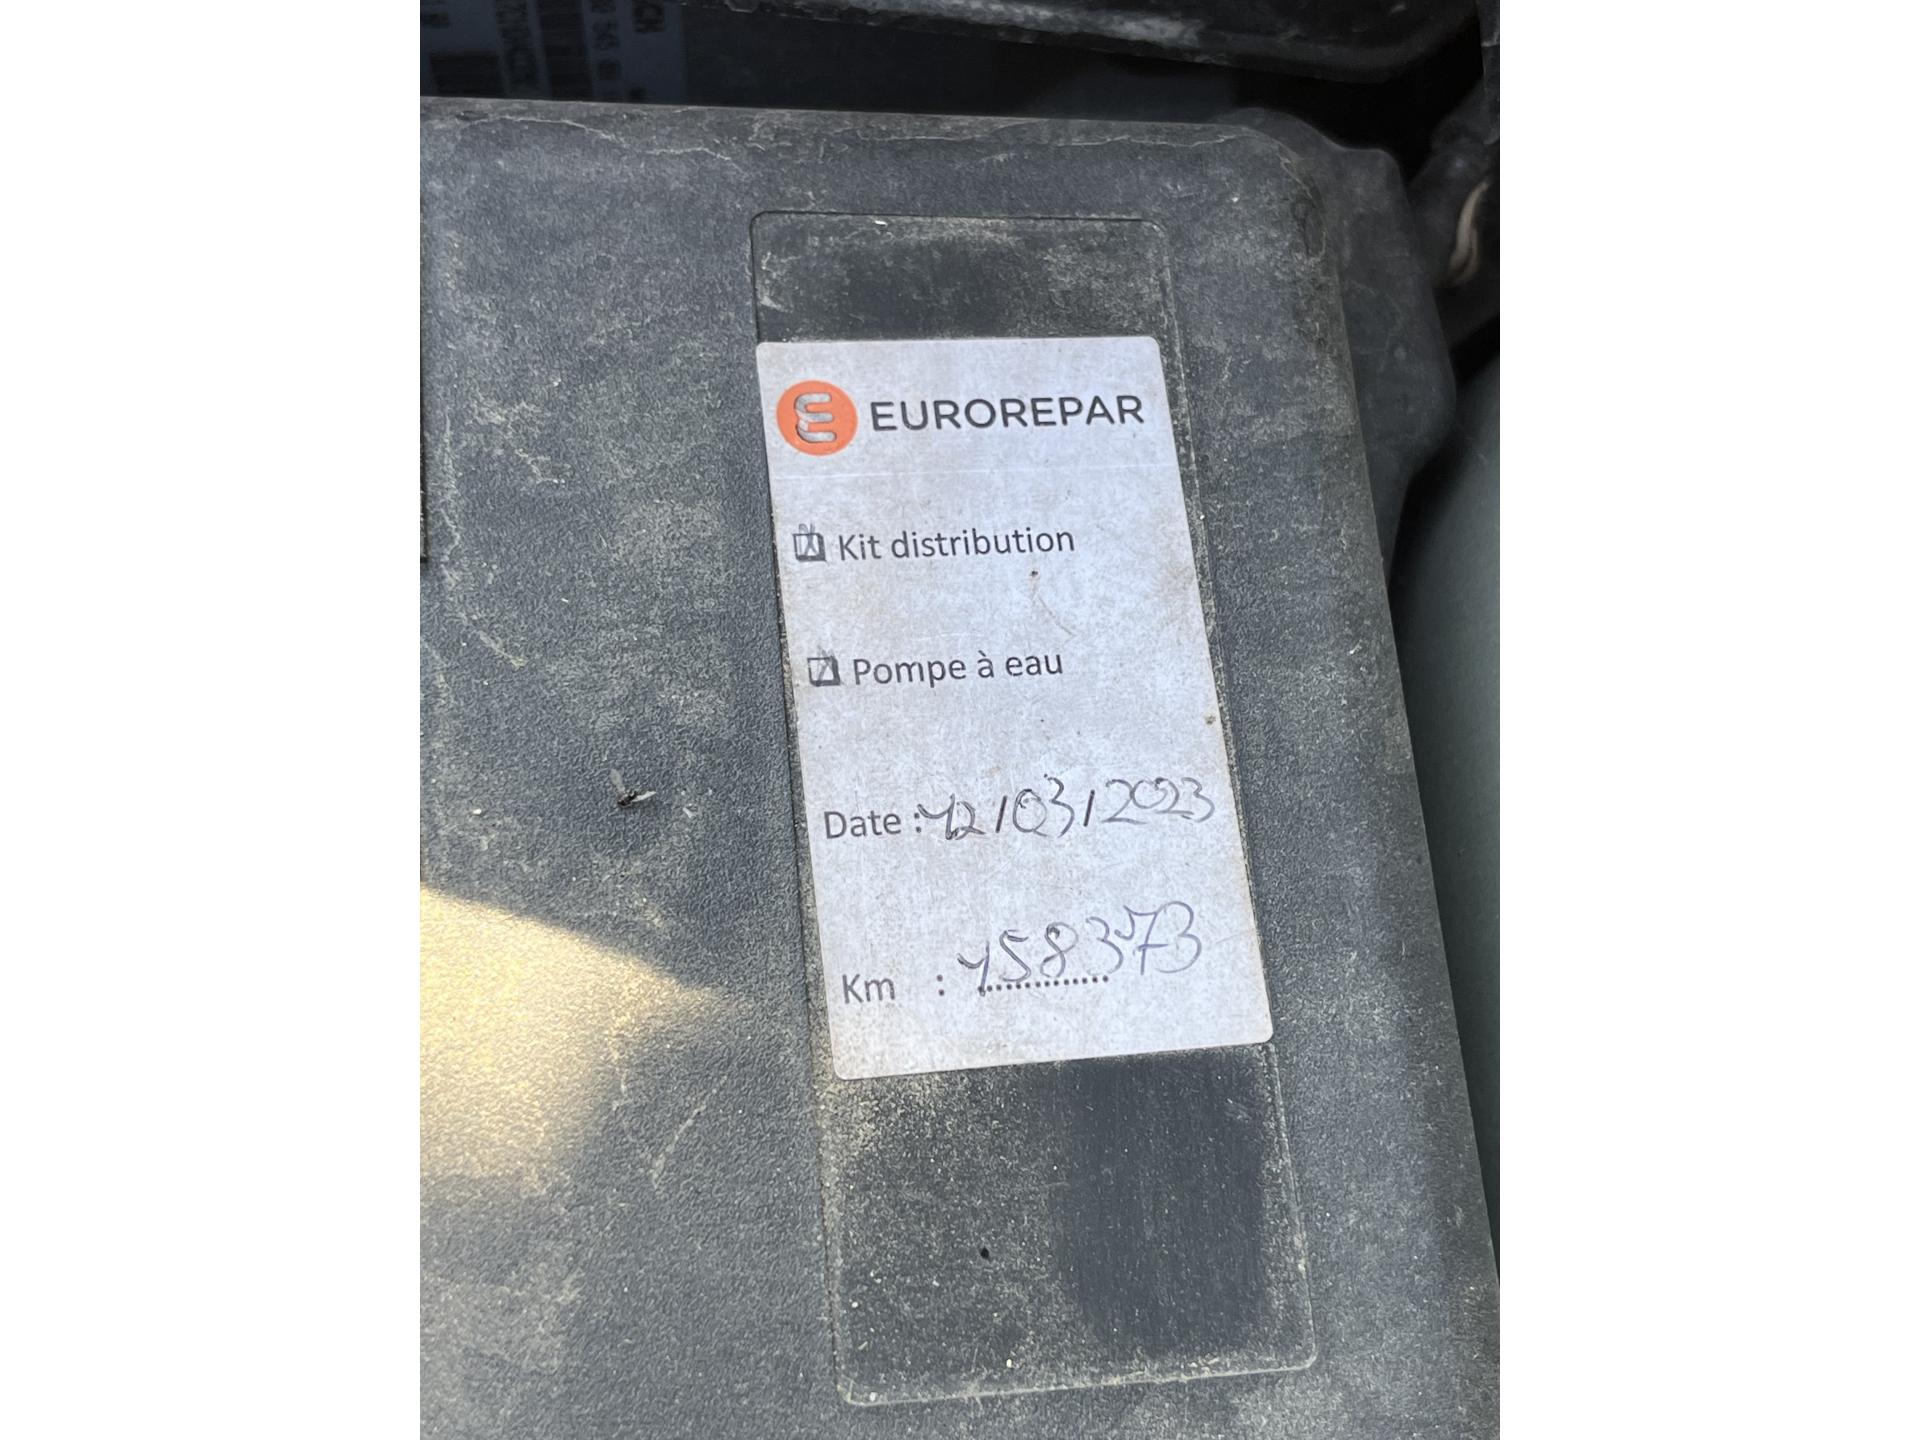 EUROREPAR
Kit distribution
Pompe à eau
Date : 12/03/2023
Km : 158373